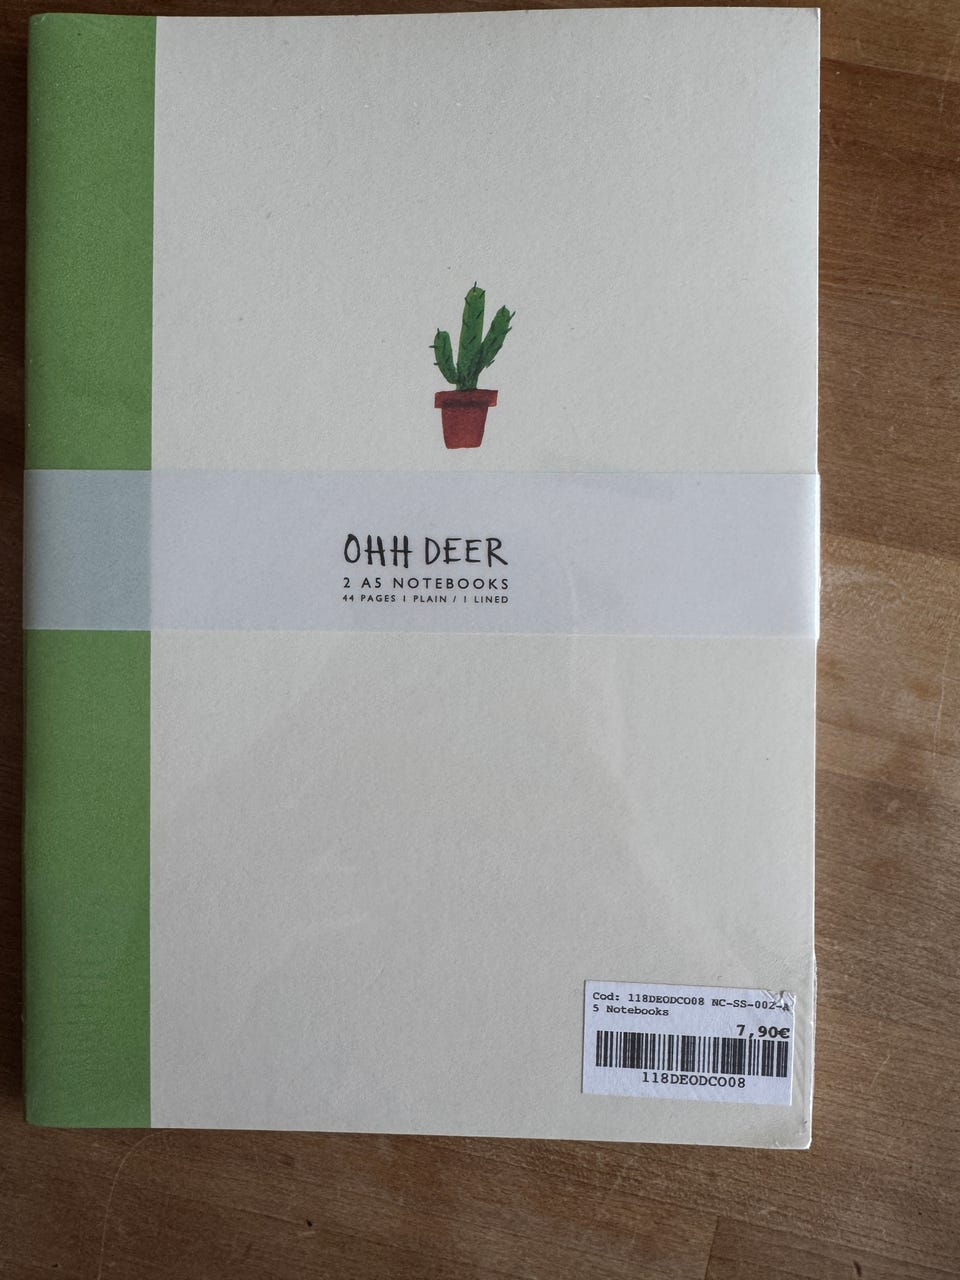 OHH DEER
2 A5 NOTEBOOKS
44 PAGES 1 PLAIN / 1 LINED
Cod: 118DEODCO08 NC-SS-002-A
5 Notebooks
7,90€
118DEODCO08